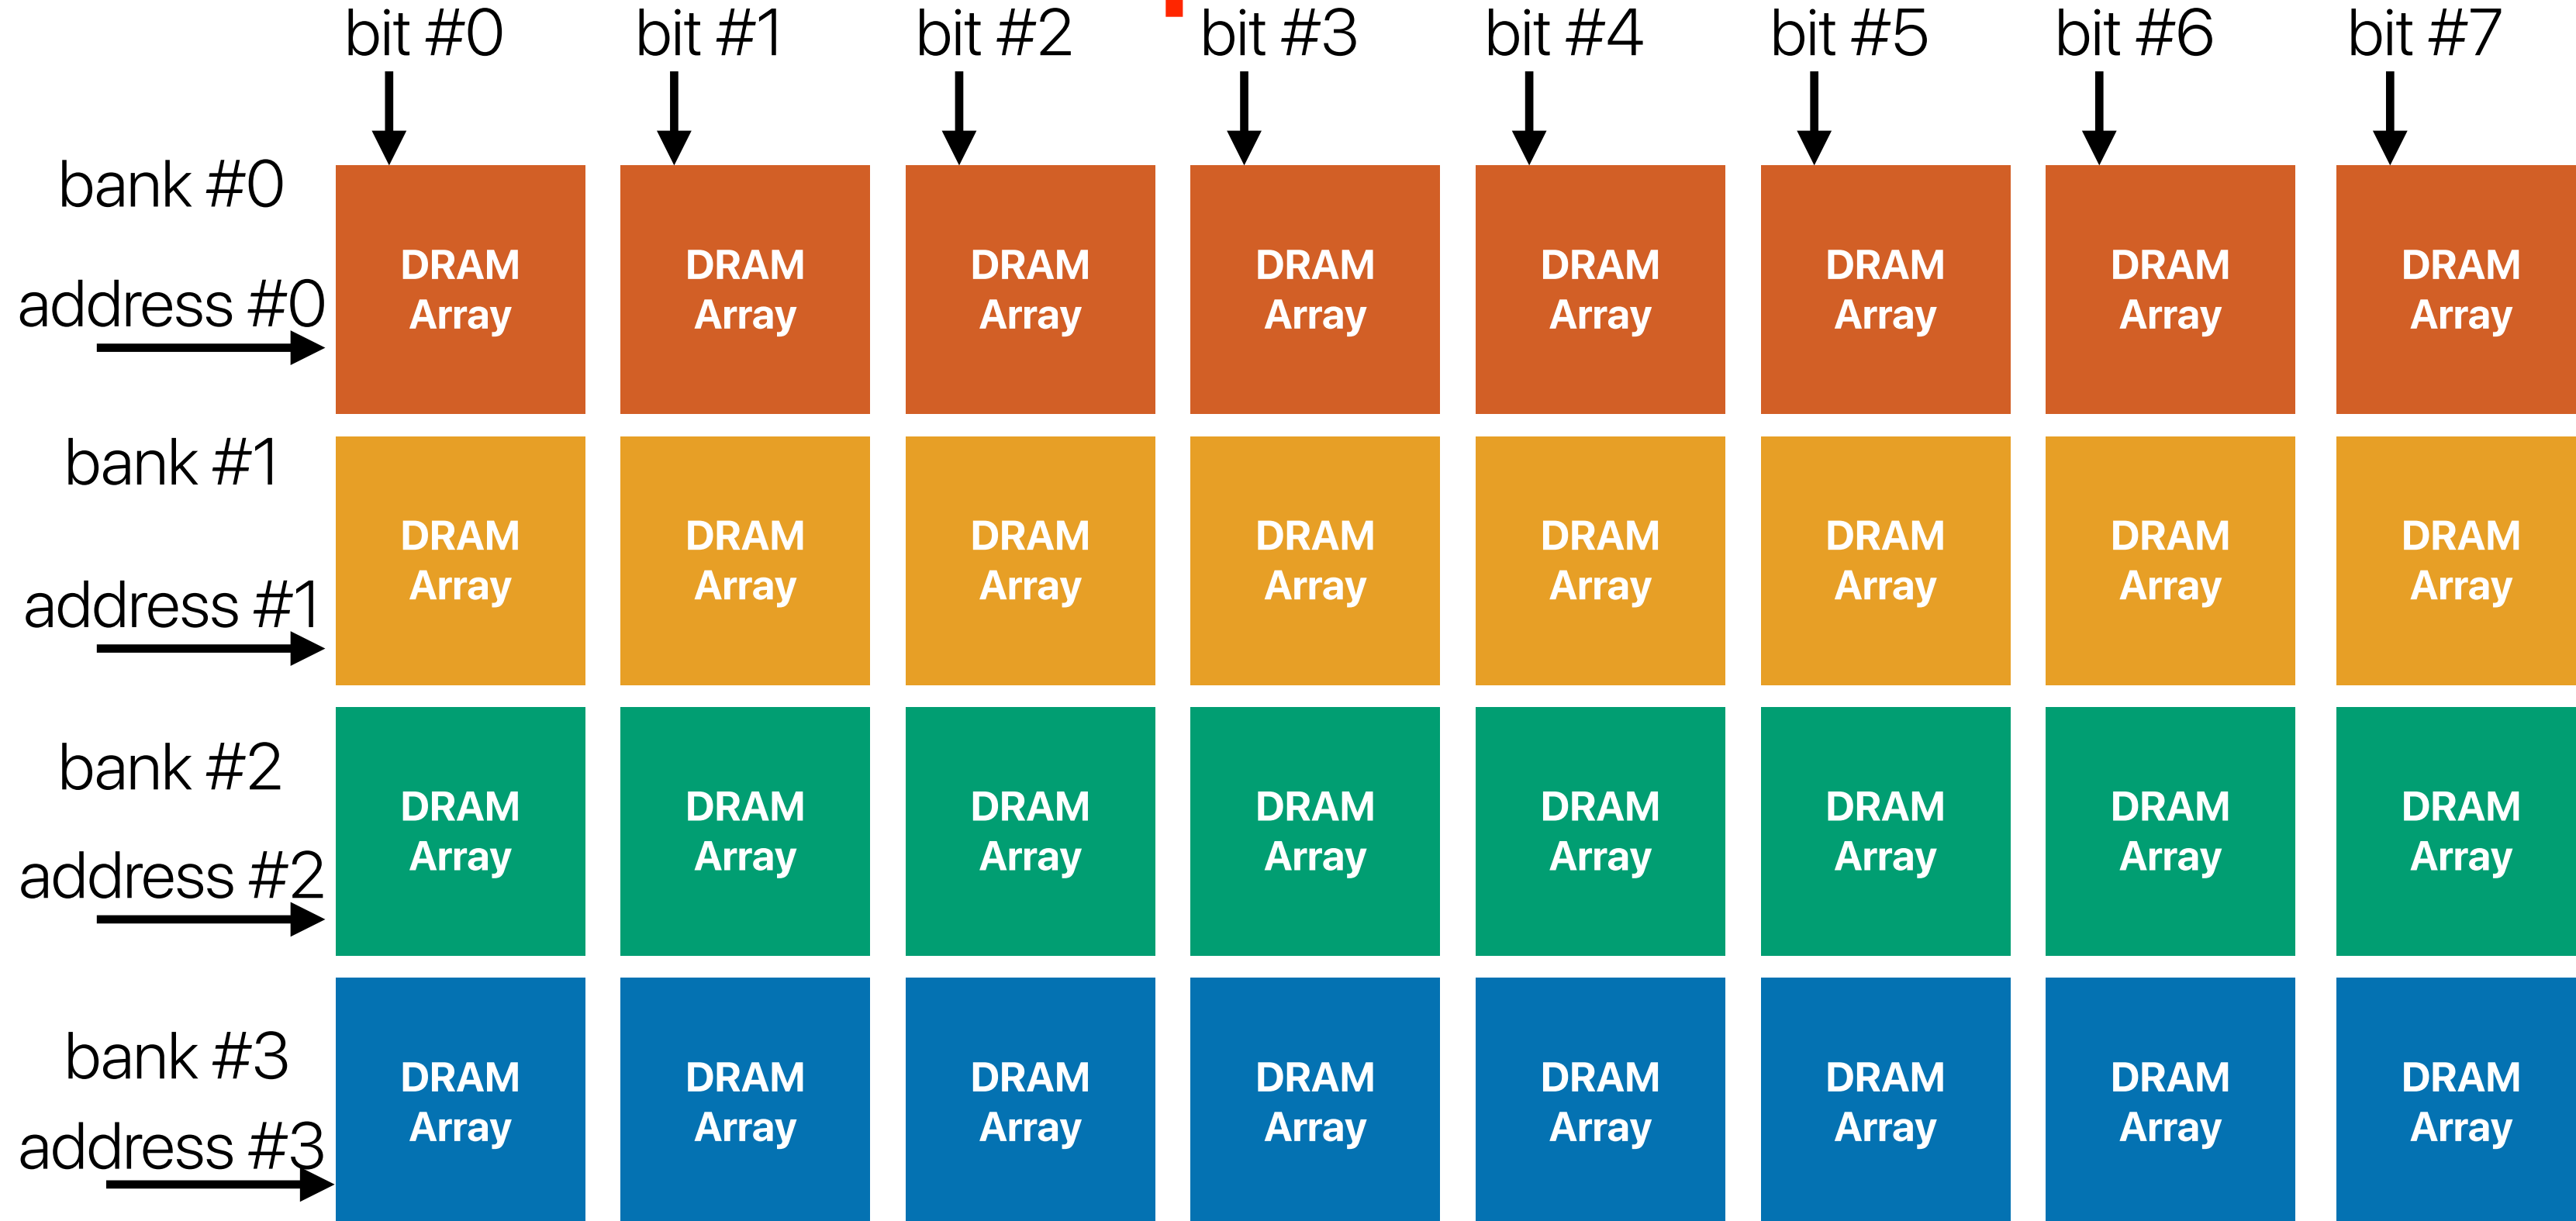 bit #0 bit #1 bit #2 bit #3 bit #4 bit #5 bit #6 bit #7
bank #0
address #0
DRAM DRAM DRAM DRAM DRAM DRAM DRAM DRAM
Array Array Array Array Array Array Array Array
bank #1
DRAM DRAM DRAM DRAM DRAM DRAM DRAM DRAM
Array Array Array Array Array Array Array Array
address #1
bank #2
DRAM DRAM DRAM DRAM DRAM DRAM DRAM DRAM
Array Array Array Array Array Array Array Array
address #2
bank #3
DRAM DRAM DRAM DRAM DRAM DRAM DRAM DRAM
Array Array Array Array Array Array Array Array
address #3